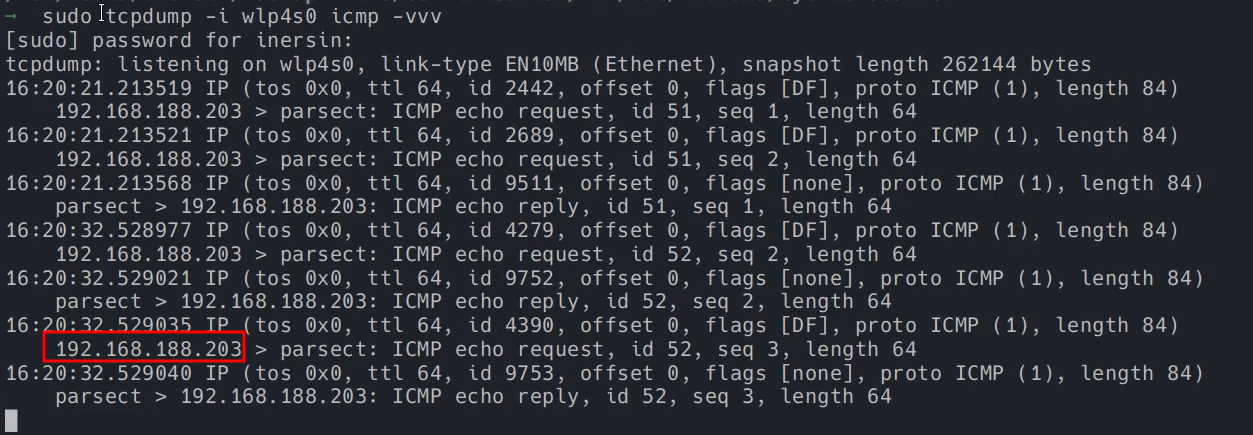 → sudo tcpdump -i wlp4s0 icmp -vvv
[sudo] password for inersin:
tcpdump: listening on wlp4s0, link-type EN10MB (Ethernet), snapshot length 262144 bytes
16:20:21.213519 IP (tos 0x0, ttl 64, id 2442, offset 0, flags [DF], proto ICMP (1), length 84)
192.168.188.203 > parsect: ICMP echo request, id 51, seq 1, length 64
16:20:21.213521 IP (tos 0x0, ttl 64, id 2689, offset 0, flags [DF], proto ICMP (1), length 84)
192.168.188.203 > parsect: ICMP echo request, id 51, seq 2, length 64
16:20:21.213568 IP (tos 0x0, ttl 64, id 9511, offset 0, flags [none], proto ICMP (1), length 84)
parsect > 192.168.188.203: ICMP echo reply, id 51, seq 1, length 64
16:20:32.528977 IP (tos 0x0, ttl 64, id 4279, offset 0, flags [DF], proto ICMP (1), length 84)
192.168.188.203 > parsect: ICMP echo request, id 52, seq 2, length 64
16:20:32.529021 IP (tos 0x0, ttl 64, id 9752, offset 0, flags [none], proto ICMP (1), length 84)
parsect > 192.168.188.203: ICMP echo reply, id 52, seq 2, length 64
16:20:32.529035 IP (tos 0x0, ttl 64, id 4390, offset 0, flags [DF], proto ICMP (1), length 84)
192.168.188.203 > parsect: ICMP echo request, id 52, seq 3, length 64
16:20:32.529040 IP (tos 0x0, ttl 64, id 9753, offset 0, flags [none], proto ICMP (1), length 84)
parsect > 192.168.188.203: ICMP echo reply, id 52, seq 3, length 64